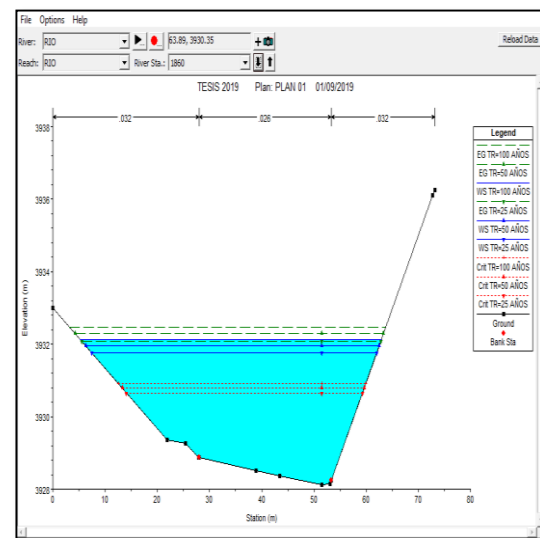 File Options Help
River: RIO 63.89, 3930.35 Reload Data
Reach: RIO River Sta.: 1860
TESIS 2019 Plan: PLAN 01 01/09/2019
.032 .026 .032
Legend
EG TR=100 AÑOS
EG TR=50 AÑOS
WS TR=100 AÑOS
EG TR=25 AÑOS
WS TR=50 AÑOS
WS TR=25 AÑOS
Crit TR=100 AÑOS
Crit TR=50 AÑOS
Crit TR=25 AÑOS
Ground
Bank Sta
Elevation (m)
3938
3936
3934
3932
3930
3928
0 10 20 30 40 50 60 70 80
Station (m)